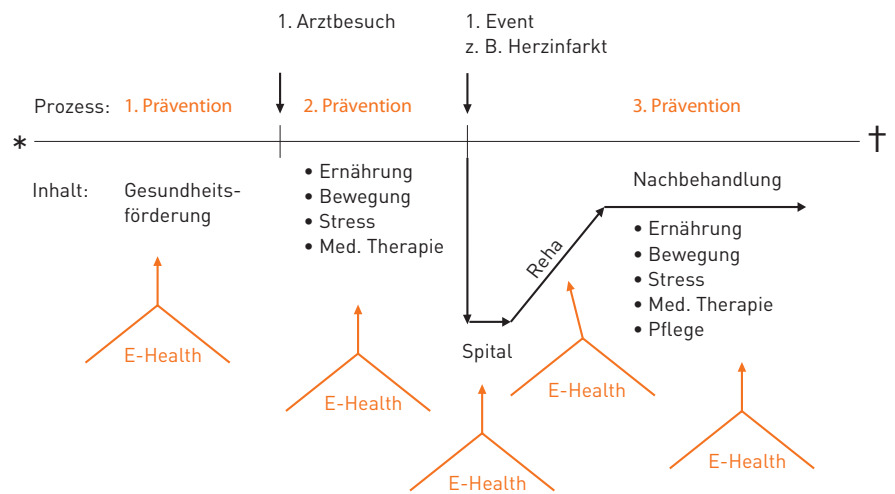 1. Arztbesuch
1. Event
z. B. Herzinfarkt
Prozess:
1. Prävention
2. Prävention
3. Prävention
*
†
Inhalt:
Gesundheits-
förderung
• Ernährung
• Bewegung
• Stress
• Med. Therapie
Spital
Reha
Nachbehandlung
• Ernährung
• Bewegung
• Stress
• Med. Therapie
• Pflege
E-Health
E-Health
E-Health
E-Health
E-Health